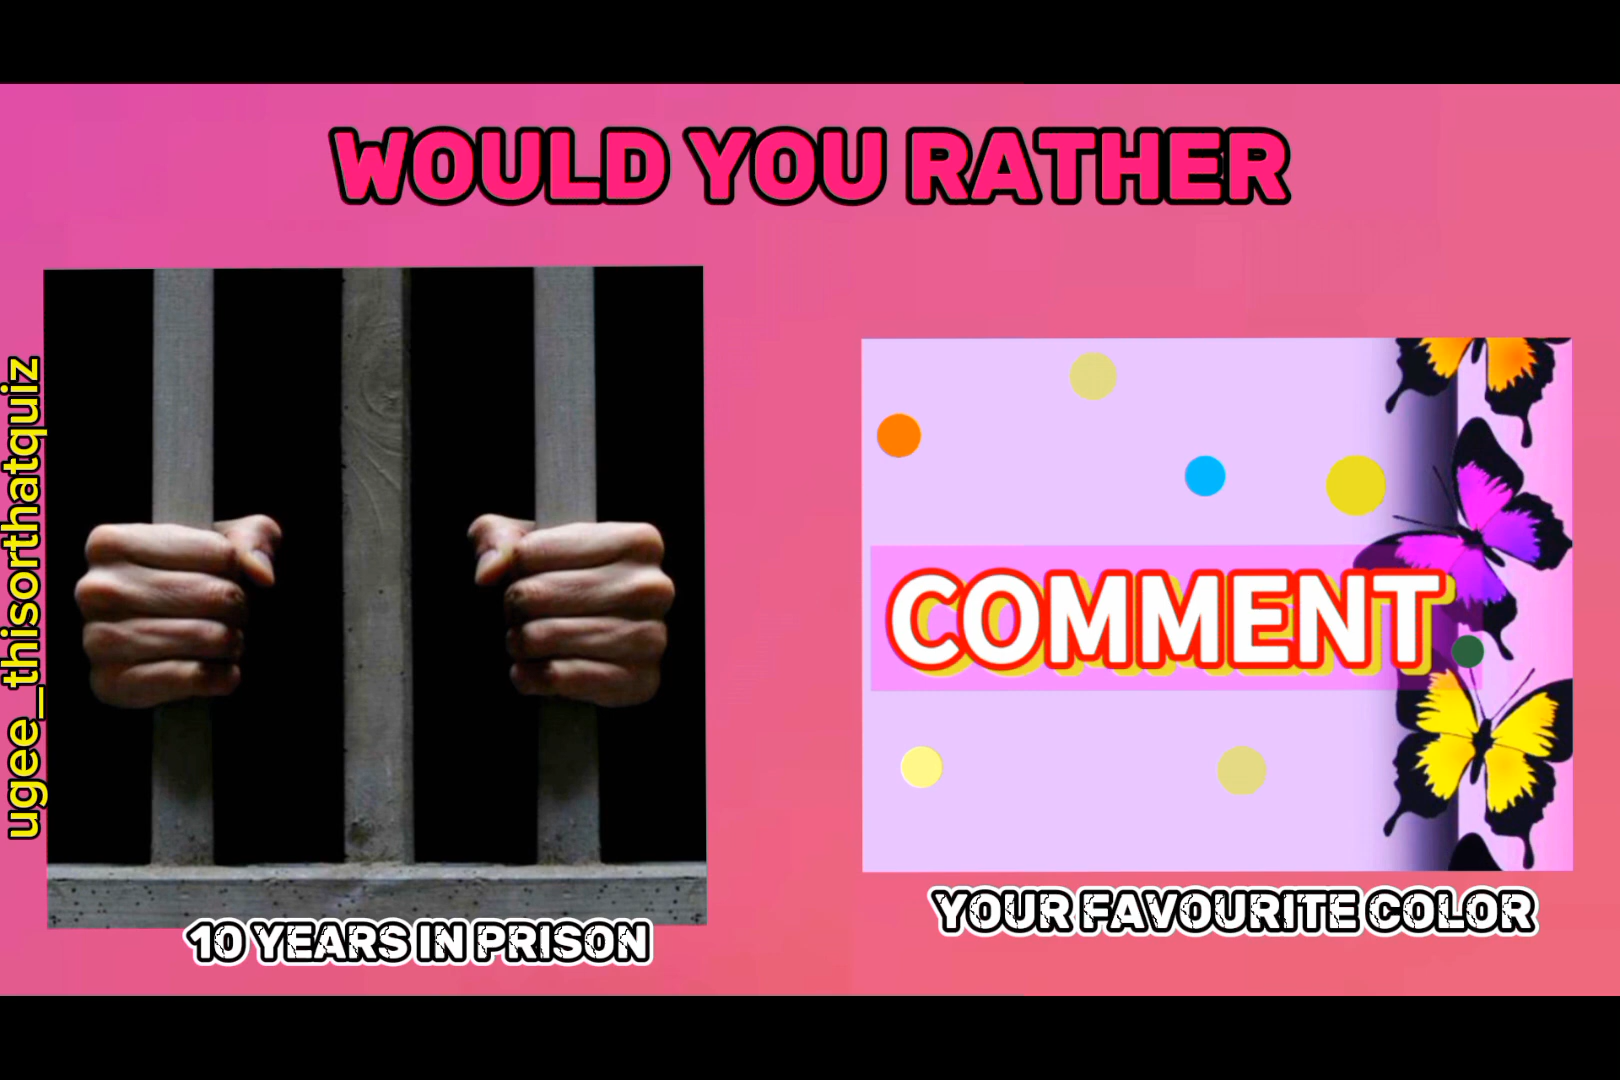 WOULD YOU RATHER
ugee_thisorthatquiz
COMMENT
10 YEARS IN PRISON
YOUR FAVOURITE COLOR